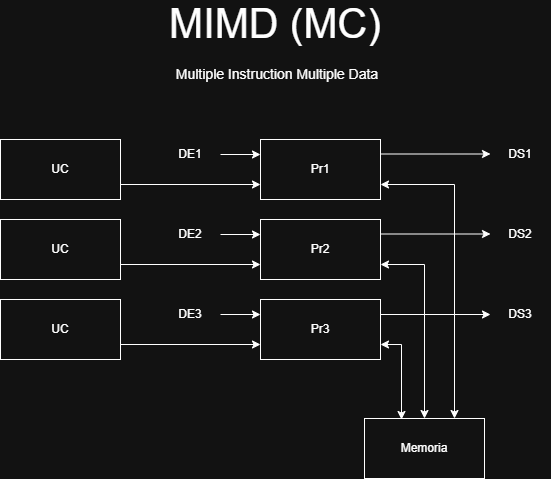 MIMD (MC)
Multiple Instruction Multiple Data
UC
DE1
Pr1
DS1
UC
DE2
Pr2
DS2
UC
DE3
Pr3
DS3
Memoria